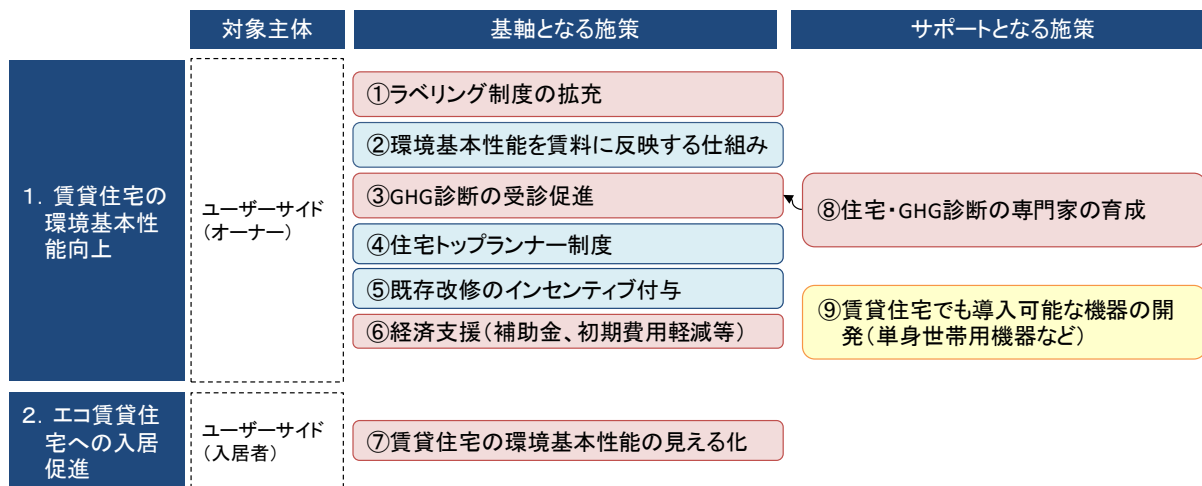 対象主体
基軸となる施策
サポートとなる施策
１．賃貸住宅の
環境基本性
能向上
ユーザーサイド
（オーナー）
①ラベリング制度の拡充
②環境基本性能を賃料に反映する仕組み
③GHG診断の受診促進
④住宅トップランナー制度
⑤既存改修のインセンティブ付与
⑥経済支援（補助金、初期費用軽減等）
⑧住宅・GHG診断の専門家の育成
⑨賃貸住宅でも導入可能な機器の開
発（単身世帯用機器など）
２．エコ賃貸住
宅への入居
促進
ユーザーサイド
（入居者）
⑦賃貸住宅の環境基本性能の見える化